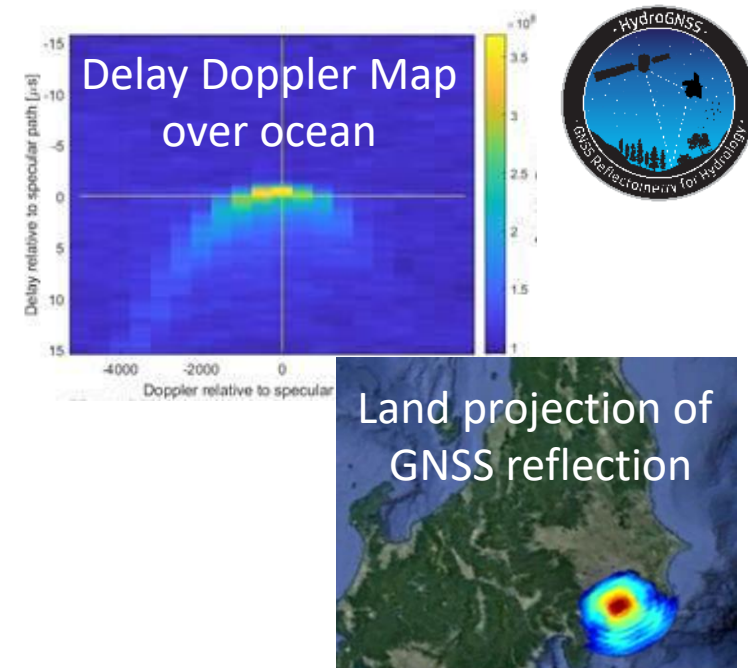 Delay Doppler Map
over ocean
· 10⁸
Delay relative to specular path [μs]
-15
-10
-5
0
5
10
15
-4000
-2000
0
Doppler relative to specular
3.5
3
2.5
2
1.5
1
· HydroGNSS ·
GNSS Reflectometry for Hydrology
Land projection of
GNSS reflection